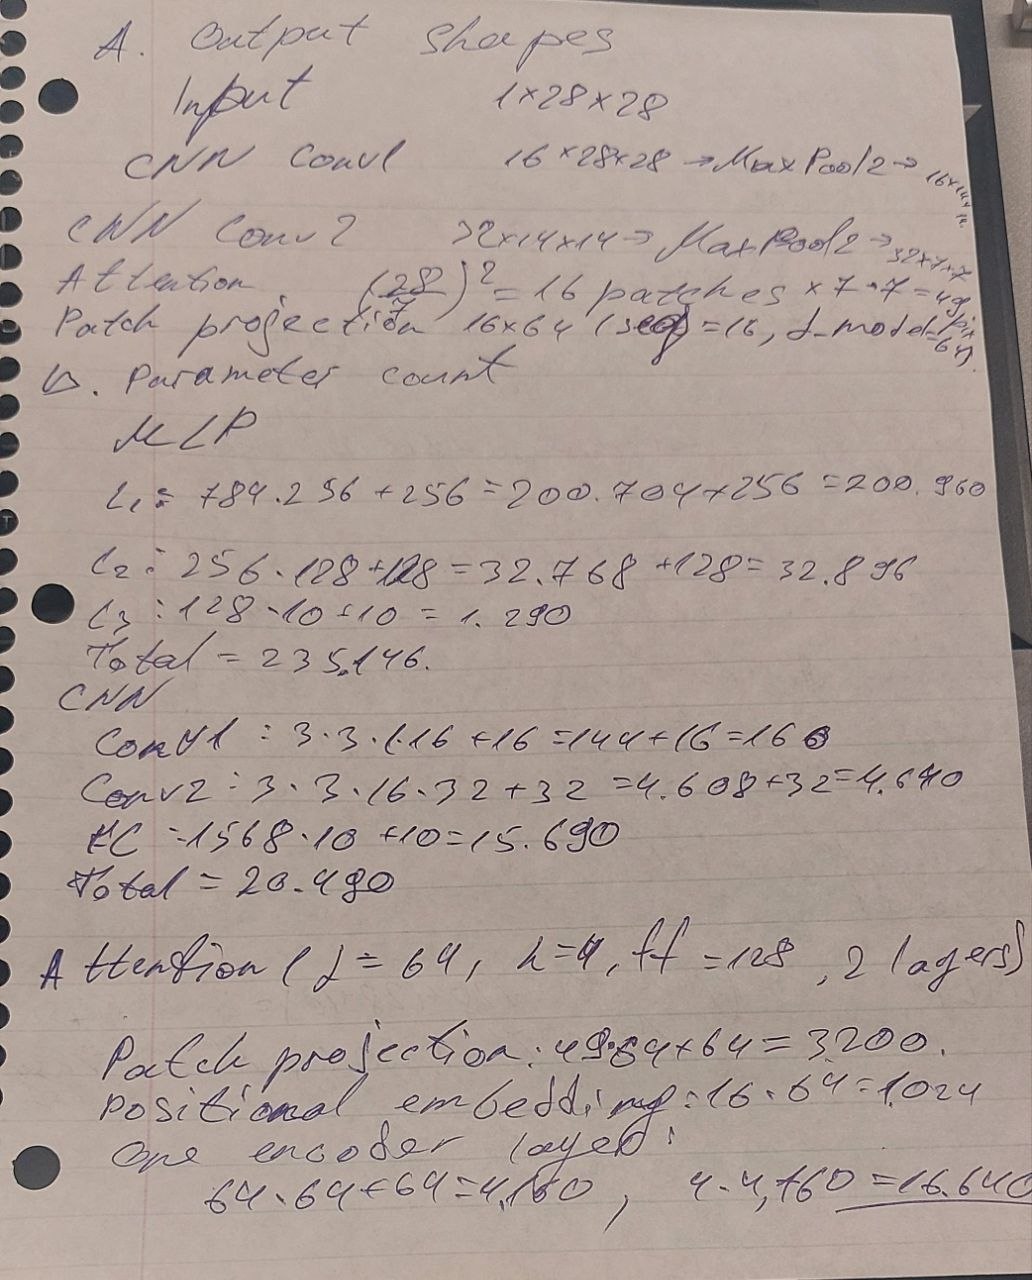 A. Output shapes
Input 1×28×28
CNN Conv1 16×28×28 → MaxPool2 → 16×14×14
CNN Conv2 32×14×14 → MaxPool2 → 32×7×7
Attention (28/7)² = 16 patches × 7·7 = 49 pix
Patch projection 16×64 (seq = 16, d_model = 64)
B. Parameter count
MLP
L₁: 784·256 + 256 = 200.704 + 256 = 200.960
L₂: 256·128 + 128 = 32.768 + 128 = 32.896
L₃: 128·10 + 10 = 1.290
Total = 235.146.
CNN
Conv1 : 3·3·1·16 + 16 = 144 + 16 = 160
Conv2 : 3·3·16·32 + 32 = 4.608 + 32 = 4.640
FC = 1568·10 + 10 = 15.690
Total = 20.490
Attention (d = 64, h = 4, ff = 128, 2 layers)
Patch projection: 49·64 + 64 = 3200.
positional embedding: 16·64 = 1.024
One encoder layer:
64·64 + 64 = 4,160, 4·4,160 = 16.640